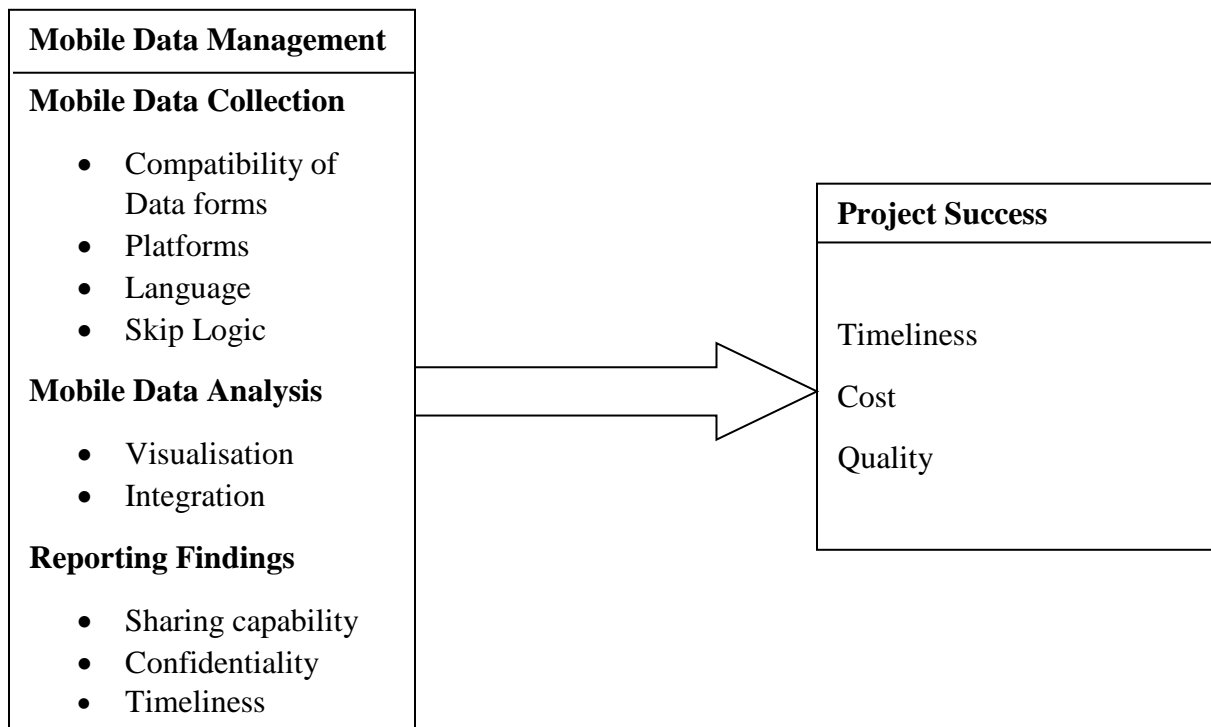 Mobile Data Management
Mobile Data Collection
• Compatibility of
Data forms
• Platforms
• Language
• Skip Logic
Mobile Data Analysis
• Visualisation
• Integration
Reporting Findings
• Sharing capability
• Confidentiality
• Timeliness
Project Success
Timeliness
Cost
Quality